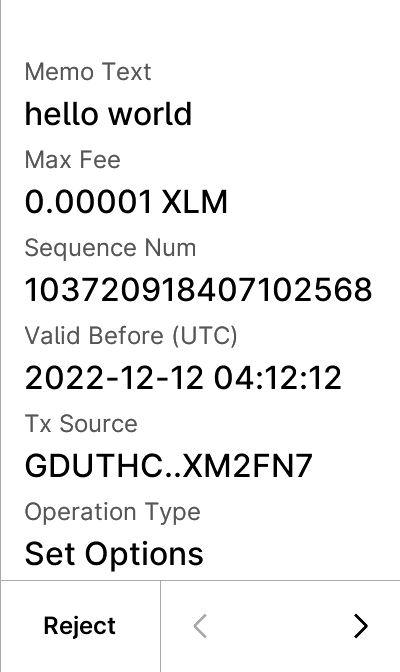 Memo Text
hello world
Max Fee
0.00001 XLM
Sequence Num
103720918407102568
Valid Before (UTC)
2022-12-12 04:12:12
Tx Source
GDUTHC..XM2FN7
Operation Type
Set Options
Reject